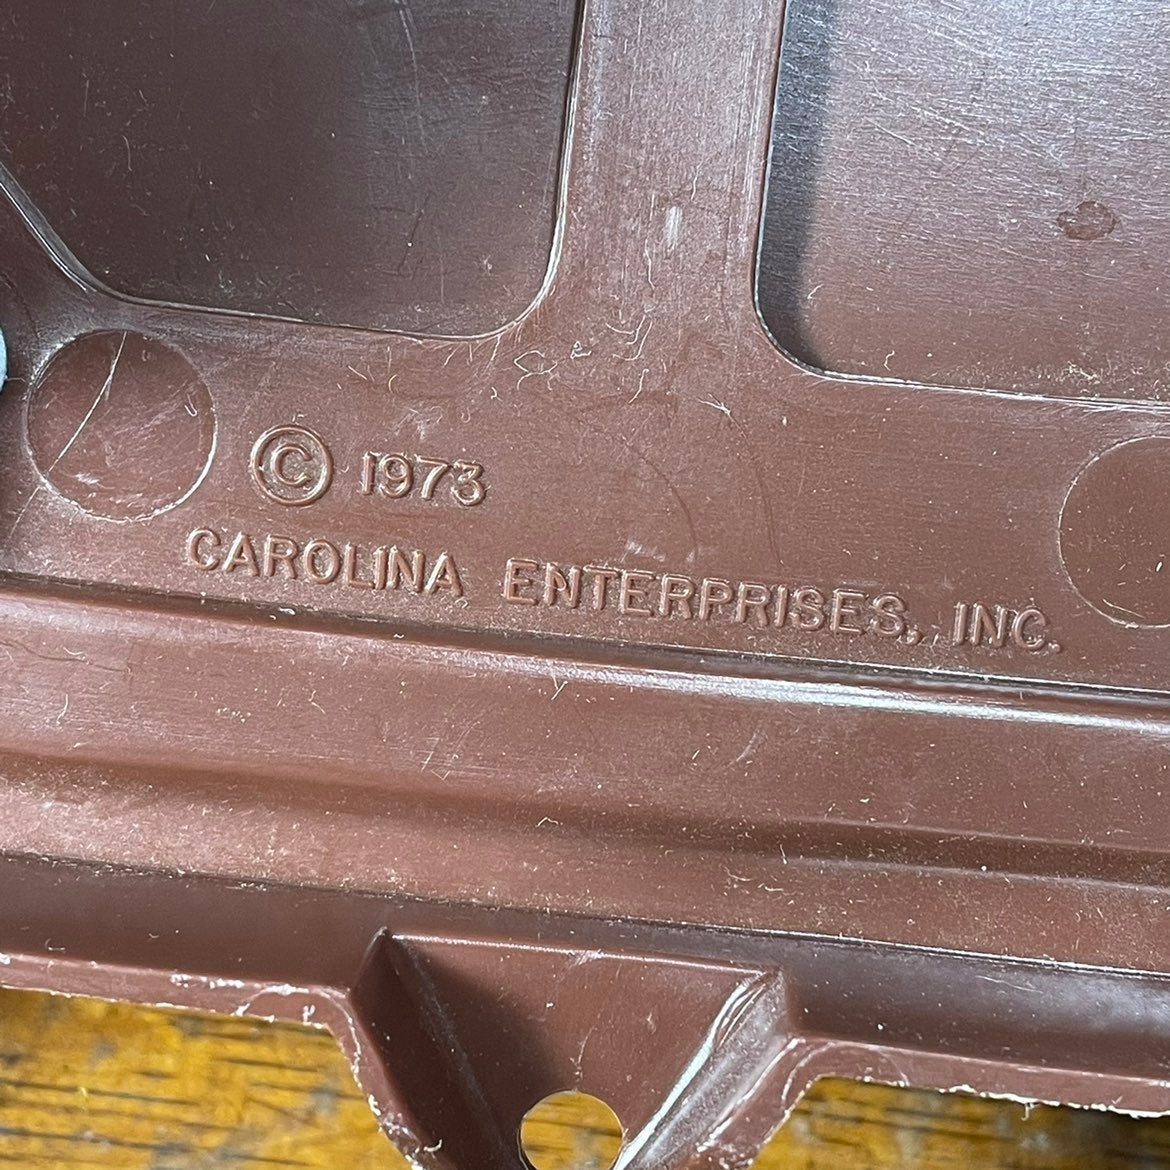 © 1973
CAROLINA ENTERPRISES, INC.